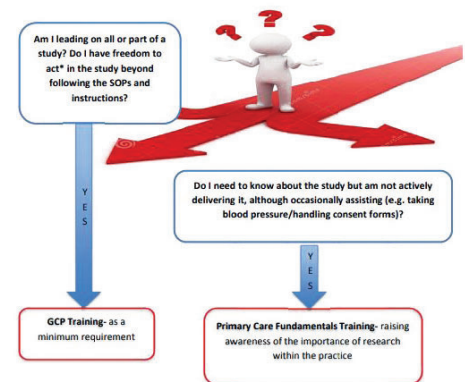 Am I leading on all or part of a
study? Do I have freedom to
act* in the study beyond
following the SOPs and
instructions?
? ? ?
Y
E
S
Do I need to know about the study but am not actively
delivering it, although occasionally assisting (e.g. taking
blood pressure/handling consent forms)?
Y
E
S
GCP Training- as a
minimum requirement
Primary Care Fundamentals Training- raising
awareness of the importance of research
within the practice